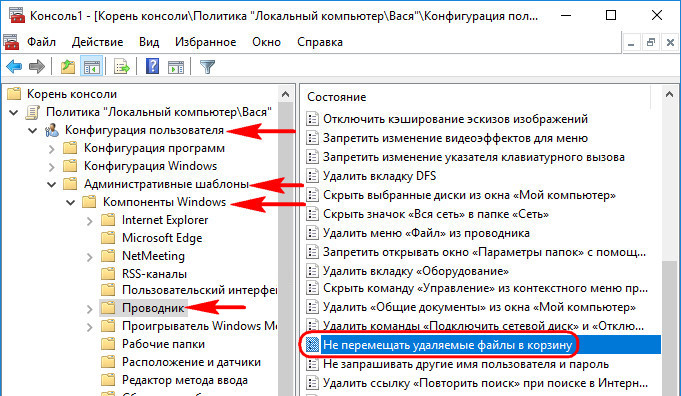 Консоль1 - [Корень консоли\Политика "Локальный компьютер\Вася"\Конфигурация пол...
Файл Действие Вид Избранное Окно Справка
Корень консоли
Политика "Локальный компьютер\Вася"
Конфигурация пользователя
Конфигурация программ
Конфигурация Windows
Административные шаблоны
Компоненты Windows
Internet Explorer
Microsoft Edge
NetMeeting
RSS-каналы
Пользовательский интерфе
Проводник
Проигрыватель Windows Me
Рабочие папки
Расположение и датчики
Редактор метода ввода
Состояние
Отключить кэширование эскизов изображений
Запретить изменение видеоэффектов для меню
Запретить изменение указателя клавиатурного вызова
Удалить вкладку DFS
Скрыть выбранные диски из окна «Мой компьютер»
Скрыть значок «Вся сеть» в папке «Сеть»
Удалить меню «Файл» из проводника
Запретить открывать окно «Параметры папок» с помощ...
Удалить вкладку «Оборудование»
Скрыть команду «Управление» из контекстного меню пр...
Удалить «Общие документы» из окна «Мой компьютер»
Удалить команды «Подключить сетевой диск» и «Отклю...
Не перемещать удаляемые файлы в корзину
Не запрашивать другие имя пользователя и пароль
Удалить ссылку «Повторить поиск» при поиске в Интерн...